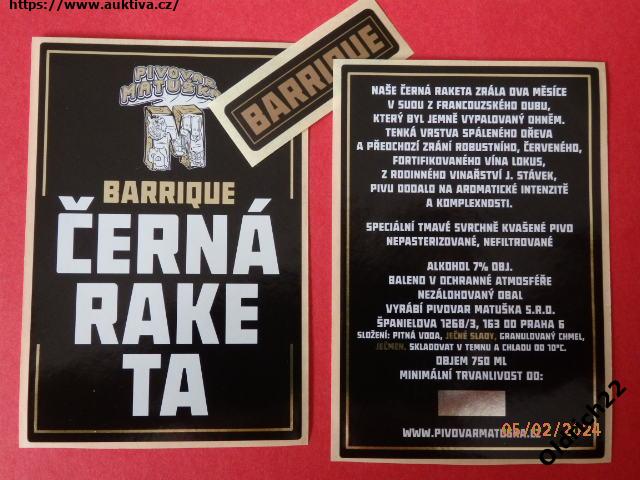 https://www.auktiva.cz/
PIVOVAR
MATUŠKA
M
BARRIQUE
ČERNÁ
RAKE
TA
BARRIQUE
NAŠE ČERNÁ RAKETA ZRÁLA DVA MĚSÍCE
V SUDU Z FRANCOUZSKÉHO DUBU,
KTERÝ BYL JEMNĚ VYPALOVANÝ OHNĚM.
TENKÁ VRSTVA SPÁLENÉHO DŘEVA
A PŘEDCHOZÍ ZRÁNÍ ROBUSTNÍHO, ČERVENÉHO,
FORTIFIKOVANÉHO VÍNA LOKUS,
Z RODINNÉHO VINAŘSTVÍ J. STÁVEK,
PIVU DODALO NA AROMATICKÉ INTENZITĚ
A KOMPLEXNOSTI.
SPECIÁLNÍ TMAVÉ SVRCHNĚ KVAŠENÉ PIVO
NEPASTERIZOVANÉ, NEFILTROVANÉ
ALKOHOL 7% OBJ.
BALENO V OCHRANNÉ ATMOSFÉŘE
NEZÁLOHOVANÝ OBAL
VYRÁBÍ PIVOVAR MATUŠKA S.R.O.
ŠPANIELOVA 1268/3, 163 00 PRAHA 6
SLOŽENÍ: PITNÁ VODA, JEČNÉ SLADY, GRANULOVANÝ CHMEL,
JEČMEN, SKLADOVAT V TEMNU A CHLADU DO 10°C.
OBJEM 750 ML
MINIMÁLNÍ TRVANLIVOST DO:
WWW.PIVOVARMATUSKA.CZ
05/02/2024
Oldrich22